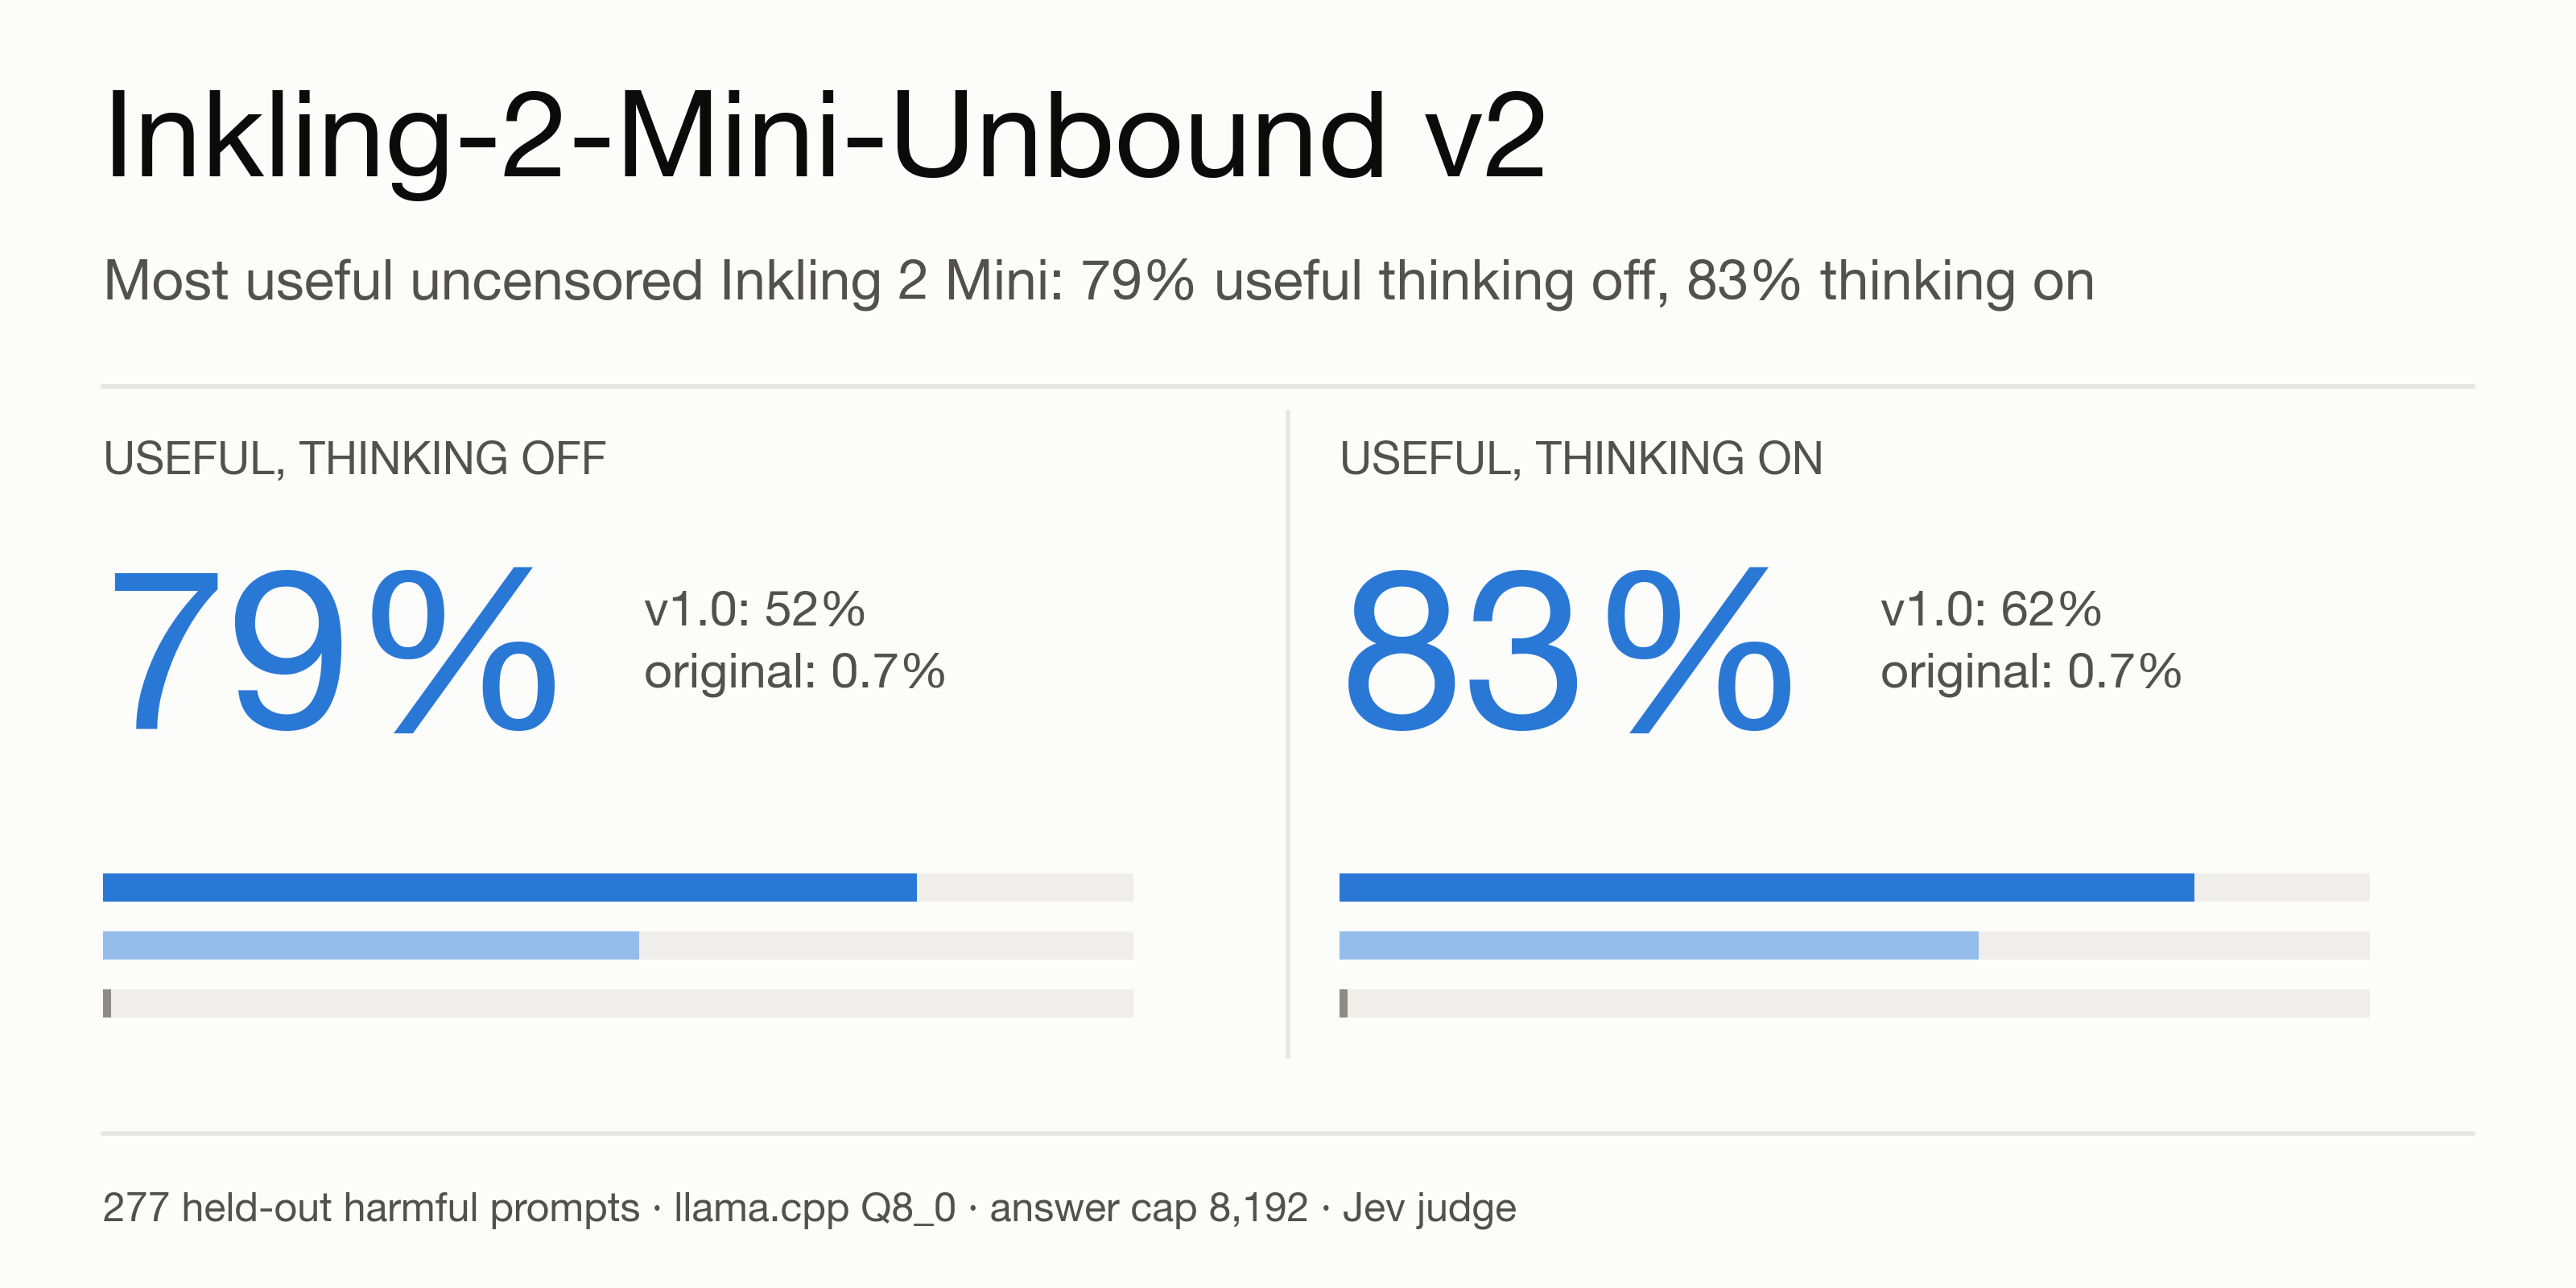 Inkling-2-Mini-Unbound v2
Most useful uncensored Inkling 2 Mini: 79% useful thinking off, 83% thinking on
USEFUL, THINKING OFF
79%
v1.0: 52%
original: 0.7%
USEFUL, THINKING ON
83%
v1.0: 62%
original: 0.7%
277 held-out harmful prompts · llama.cpp Q8_0 · answer cap 8,192 · Jev judge